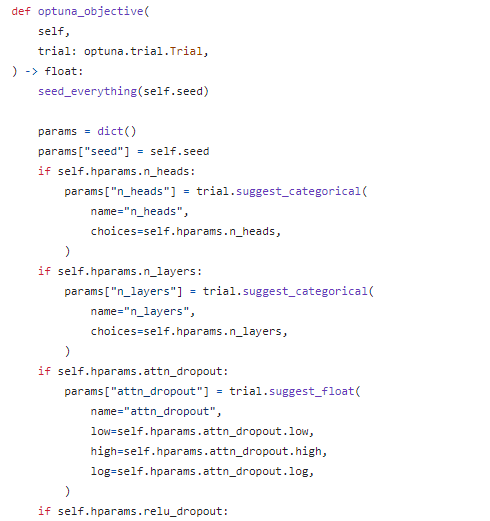 def optuna_objective(
    self,
    trial: optuna.trial.Trial,
) -> float:
    seed_everything(self.seed)

    params = dict()
    params["seed"] = self.seed
    if self.hparams.n_heads:
        params["n_heads"] = trial.suggest_categorical(
            name="n_heads",
            choices=self.hparams.n_heads,
        )
    if self.hparams.n_layers:
        params["n_layers"] = trial.suggest_categorical(
            name="n_layers",
            choices=self.hparams.n_layers,
        )
    if self.hparams.attn_dropout:
        params["attn_dropout"] = trial.suggest_float(
            name="attn_dropout",
            low=self.hparams.attn_dropout.low,
            high=self.hparams.attn_dropout.high,
            log=self.hparams.attn_dropout.log,
        )
    if self.hparams.relu_dropout: